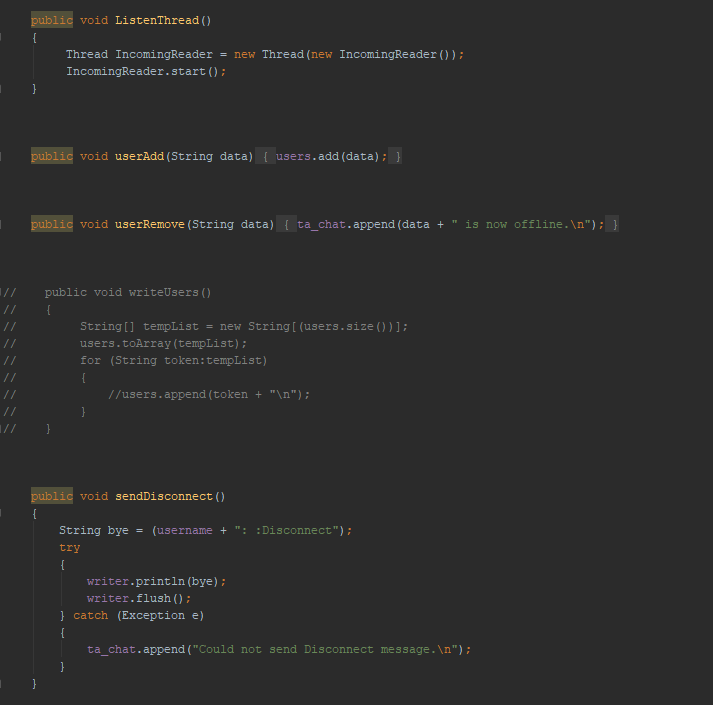 public void ListenThread()
{
Thread IncomingReader = new Thread(new IncomingReader());
IncomingReader.start();
}
public void userAdd(String data) { users.add(data); }
public void userRemove(String data) { ta_chat.append(data + " is now offline.\n"); }
//    public void writeUsers()
//    {
//         String[] tempList = new String[(users.size())];
//         users.toArray(tempList);
//         for (String token:tempList)
//         {
//             //users.append(token + "\n");
//         }
//    }
public void sendDisconnect()
{
String bye = (username + ": :Disconnect");
try
{
writer.println(bye);
writer.flush();
} catch (Exception e)
{
ta_chat.append("Could not send Disconnect message.\n");
}
}